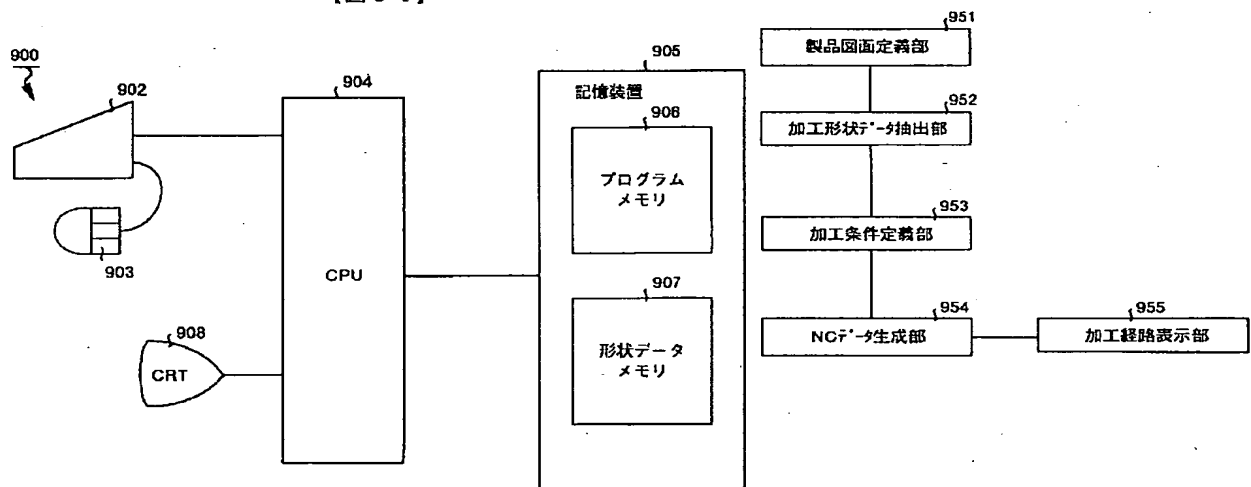 900
902
903
904
CPU
908
CRT
905
記憶装置
906
プログラム
メモリ
907
形状データ
メモリ
951
製品図面定義部
952
加工形状データ抽出部
953
加工条件定義部
954
NCデータ生成部
955
加工経路表示部